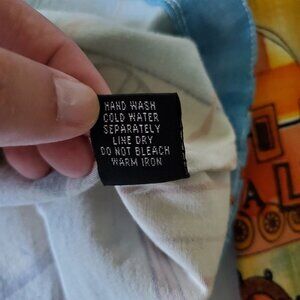 HAND WASH
COLD WATER
SEPARATELY
LINE DRY
DO NOT BLEACH
WARM IRON